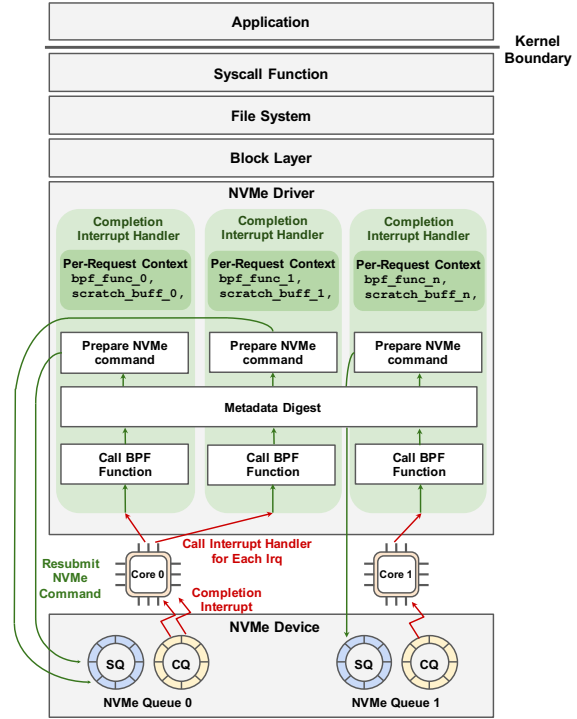 Application
Kernel
Boundary
Syscall Function
File System
Block Layer
NVMe Driver
Completion
Interrupt Handler
Per-Request Context
bpf_func_0,
scratch_buff_0,
Completion
Interrupt Handler
Per-Request Context
bpf_func_1,
scratch_buff_1,
Completion
Interrupt Handler
Per-Request Context
bpf_func_n,
scratch_buff_n,
Prepare NVMe
command
Prepare NVMe
command
Prepare NVMe
command
Metadata Digest
Call BPF
Function
Call BPF
Function
Call BPF
Function
Call Interrupt Handler
for Each Irq
Resubmit
NVMe
Command
Core 0
Core 1
Completion
Interrupt
NVMe Device
SQ
CQ
SQ
CQ
NVMe Queue 0
NVMe Queue 1